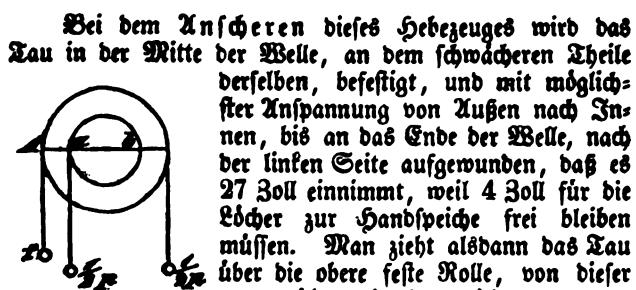 Bei dem Anscheren dieses Hebezeuges wird das
Tau in der Mitte der Welle, an dem schwächeren Theile
derselben, befestigt, und mit möglich-
ster Anspannung von Außen nach In-
nen, bis an das Ende der Welle, nach
der linken Seite aufgewunden, daß es
27 Zoll einnimmt, weil 4 Zoll für die
Löcher zur Handspeiche frei bleiben
müssen. Man zieht alsdann das Tau
über die obere feste Rolle, von dieser